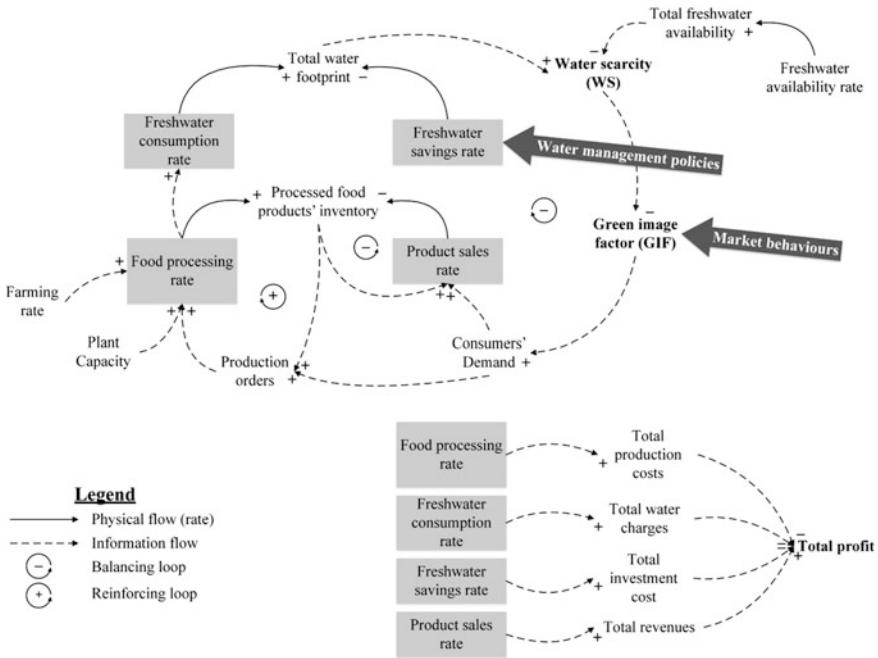 Total freshwater
availability
+
−
Freshwater
availability rate
Total water
+ footprint −
+
Water scarcity
(WS)
Freshwater
consumption
rate
+
Freshwater
savings rate
Water management policies
+
Processed food
products' inventory
−
−
−
−
Green image
factor (GIF)
Market behaviours
Food processing
rate
+
Product sales
rate
++
Farming
rate
+
++
Plant
Capacity
Production
orders
+
+
Consumers'
Demand +
Food processing
rate
+
Total
production
costs
Legend
Physical flow (rate)
Information flow
− Balancing loop
+ Reinforcing loop
Freshwater
consumption rate
+
Total water
charges
−
−
−
+
Total profit
Freshwater
savings rate
+
Total
investment
cost
Product sales
rate
+
Total revenues